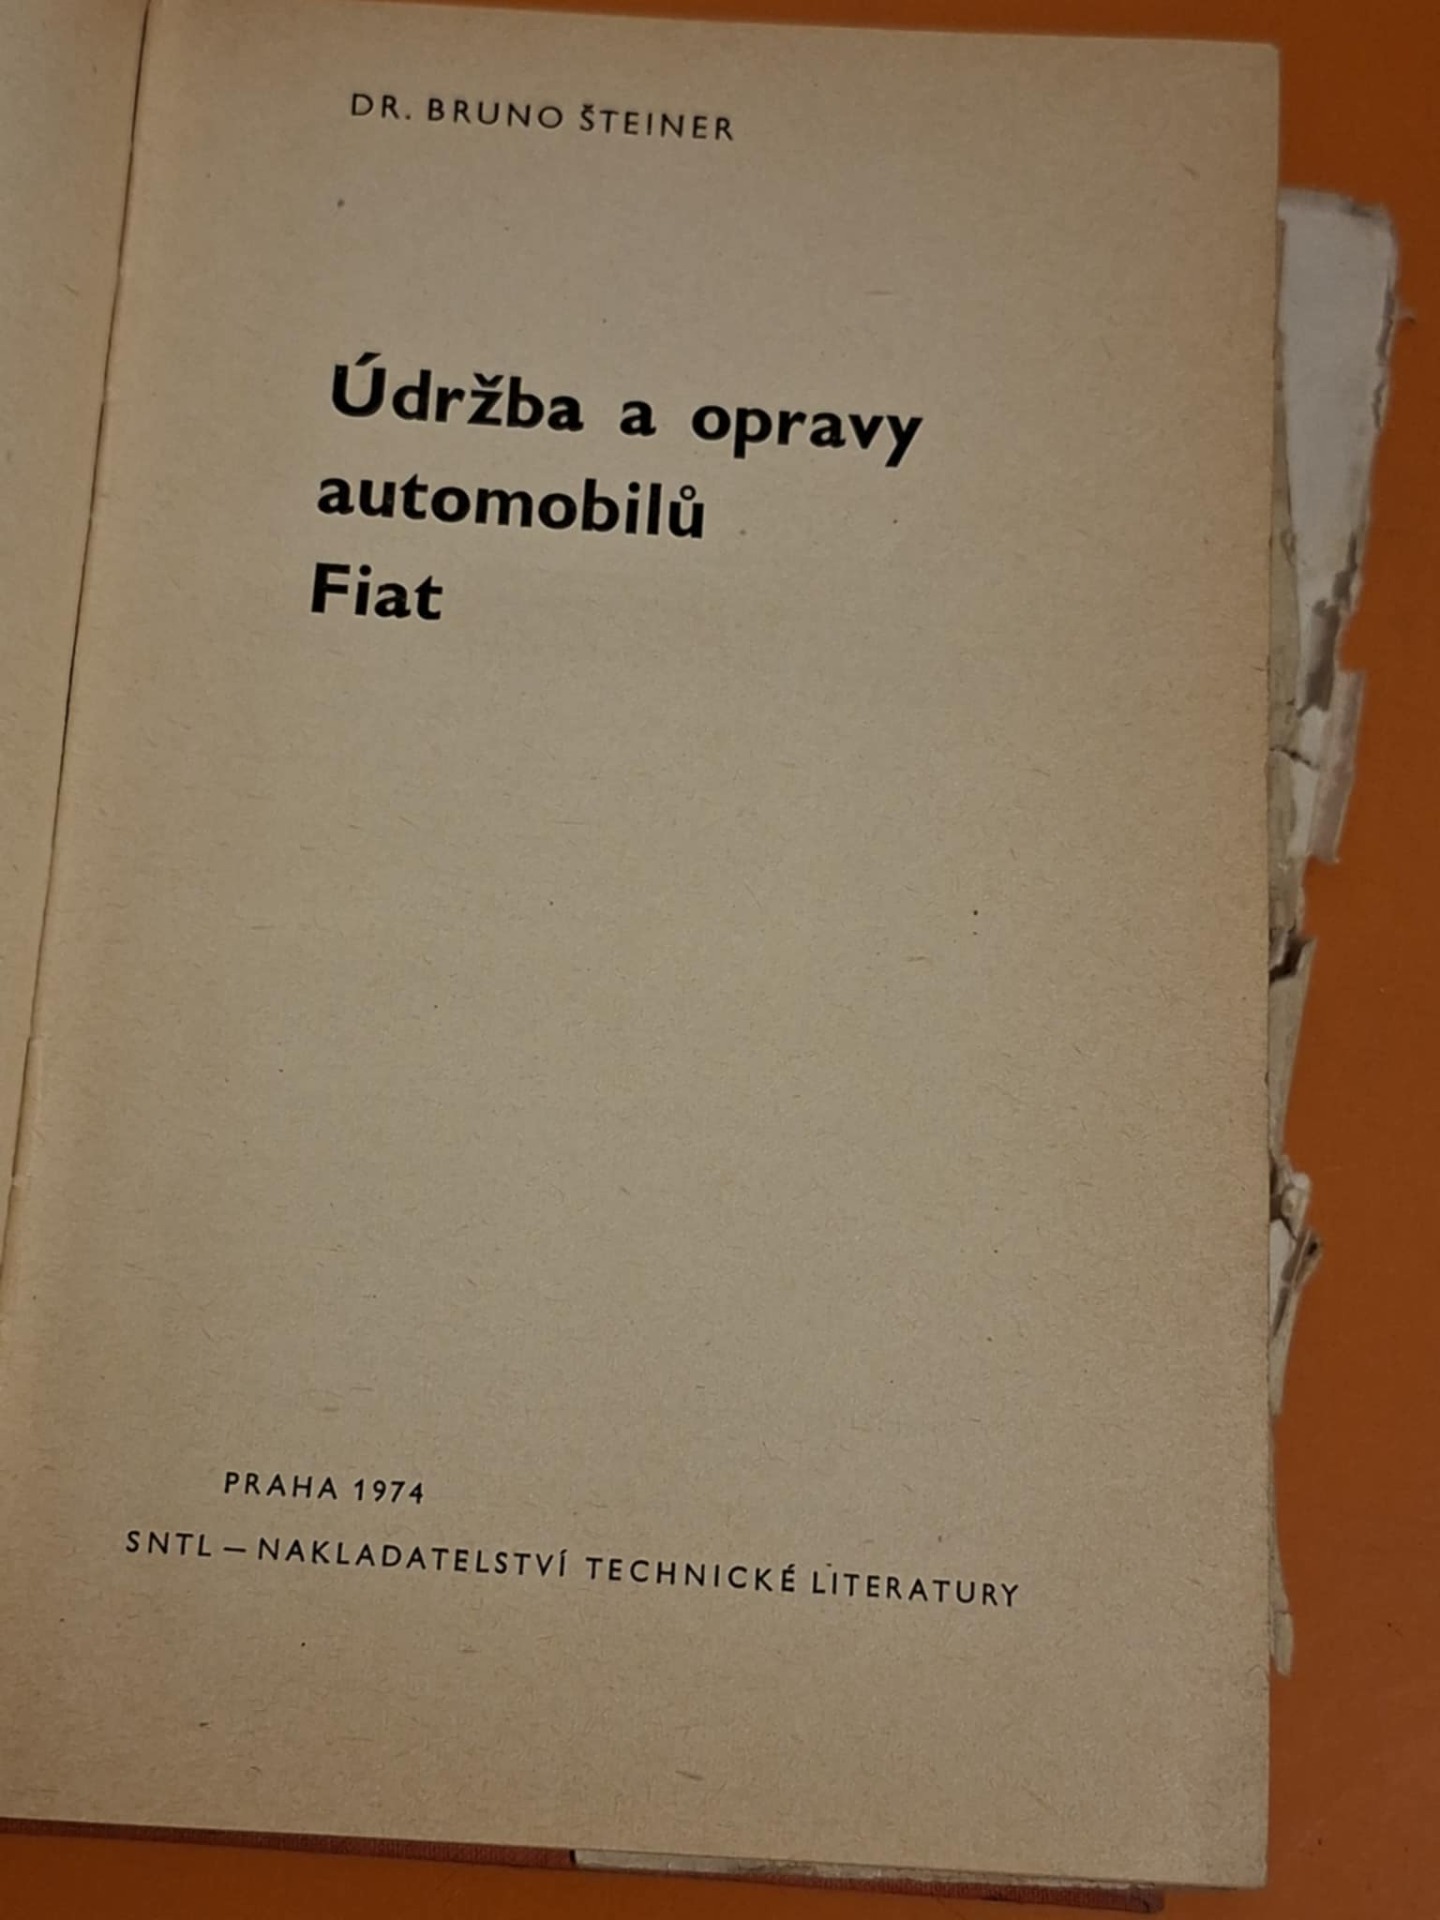 DR. BRUNO ŠTEINER
Údržba a opravy
automobilů
Fiat
PRAHA 1974
SNTL — NAKLADATELSTVÍ TECHNICKÉ LITERATURY